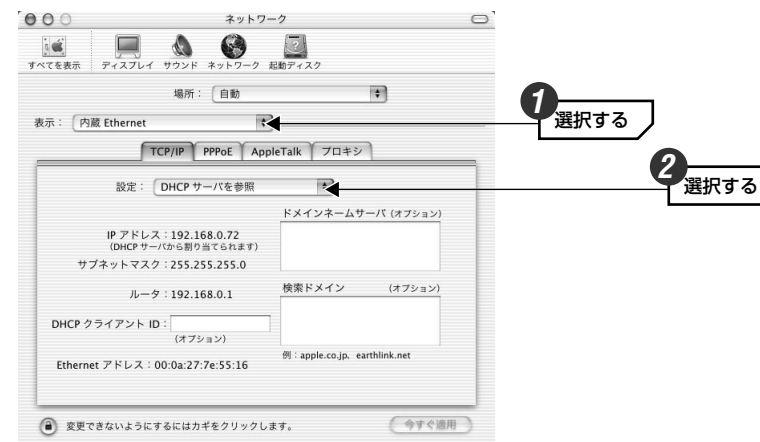 ネットワーク
すべてを表示 ディスプレイ サウンド ネットワーク 起動ディスク
場所： 自動
1 選択する
表示： 内蔵 Ethernet
TCP/IP PPPoE AppleTalk プロキシ
2 選択する
設定： DHCP サーバを参照
ドメインネームサーバ (オプション)
IP アドレス：192.168.0.72
(DHCP サーバから割り当てられます)
サブネットマスク：255.255.255.0
ルータ：192.168.0.1
検索ドメイン (オプション)
DHCP クライアント ID：
(オプション)
例：apple.co.jp、earthlink.net
Ethernet アドレス：00:0a:27:7e:55:16
変更できないようにするにはカギをクリックします。
今すぐ適用